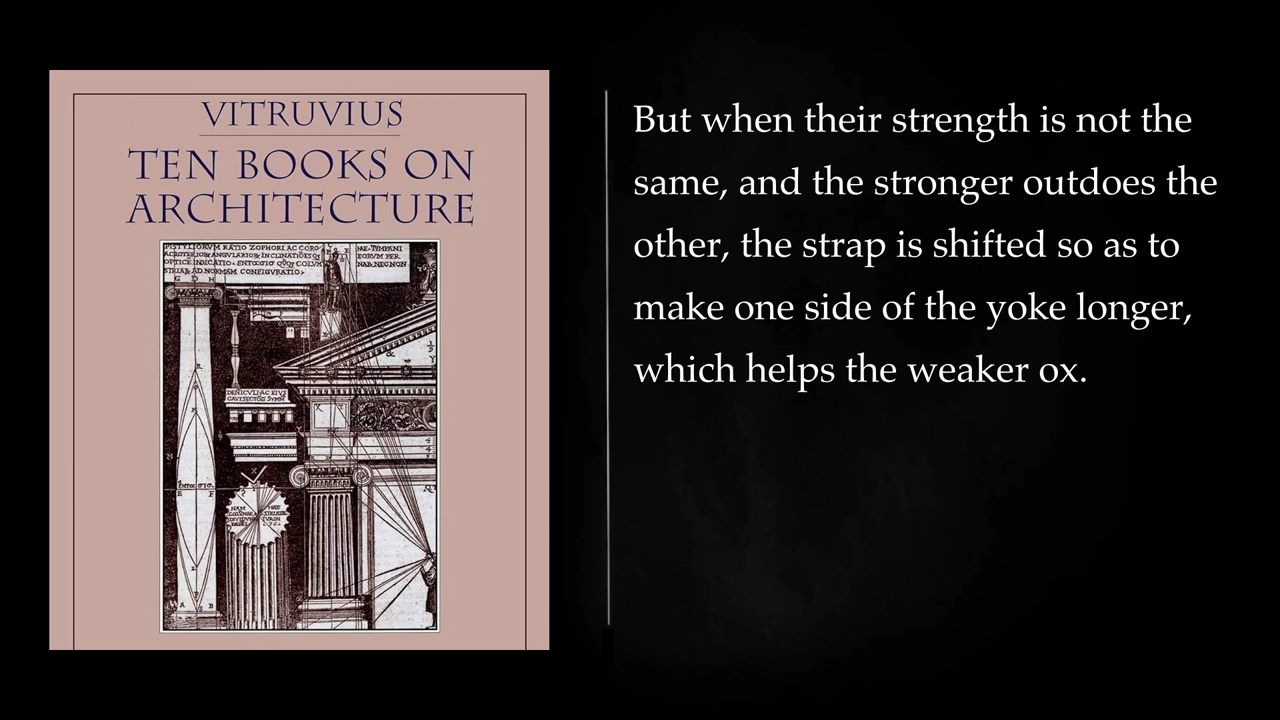 VITRUVIUS
TEN BOOKS ON
ARCHITECTURE
But when their strength is not the
same, and the stronger outdoes the
other, the strap is shifted so as to
make one side of the yoke longer,
which helps the weaker ox.